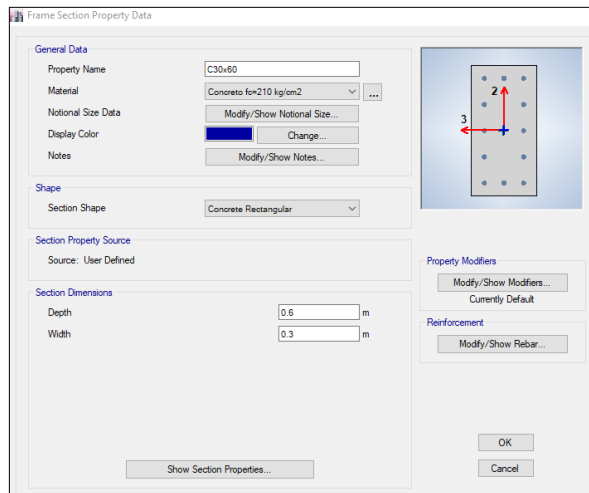 Frame Section Property Data
General Data
Property Name C30x60
Material Concreto fo=210 kg/cm2 ...
Notional Size Data Modify/Show Notional Size...
Display Color Change...
Notes Modify/Show Notes...
Shape
Section Shape Concrete Rectangular
Section Property Source
Source: User Defined
Section Dimensions
Depth 0.6 m
Width 0.3 m
Show Section Properties...
2
3
Property Modifiers
Modify/Show Modifiers...
Currently Default
Reinforcement
Modify/Show Rebar...
OK
Cancel